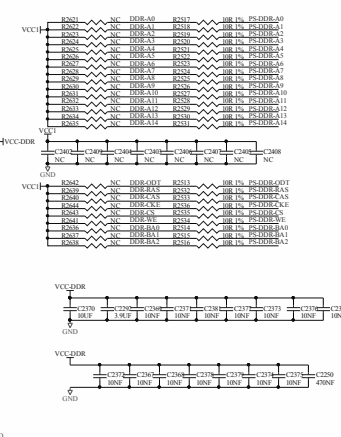 R2621 NC DDR-A0 R2517 10R 1% PS-DDR-A0
VCC1 R2622 NC DDR-A1 R2518 10R 1% PS-DDR-A1
R2623 NC DDR-A2 R2519 10R 1% PS-DDR-A2
R2624 NC DDR-A3 R2520 10R 1% PS-DDR-A3
R2625 NC DDR-A4 R2521 10R 1% PS-DDR-A4
R2626 NC DDR-A5 R2522 10R 1% PS-DDR-A5
R2627 NC DDR-A6 R2523 10R 1% PS-DDR-A6
R2628 NC DDR-A7 R2524 10R 1% PS-DDR-A7
R2629 NC DDR-A8 R2525 10R 1% PS-DDR-A8
R2630 NC DDR-A9 R2526 10R 1% PS-DDR-A9
R2631 NC DDR-A10 R2527 10R 1% PS-DDR-A10
R2632 NC DDR-A11 R2528 10R 1% PS-DDR-A11
R2633 NC DDR-A12 R2529 10R 1% PS-DDR-A12
R2634 NC DDR-A13 R2530 10R 1% PS-DDR-A13
R2635 NC DDR-A14 R2531 10R 1% PS-DDR-A14
VCC1
VCC-DDR
C2402 C2405 C2404 C2403 C2406 C2407 C2408
NC NC NC NC NC NC NC NC
GND
R2642 NC DDR-ODT R2513 10R 1% PS-DDR-ODT
VCC1 R2639 NC DDR-RAS R2532 10R 1% PS-DDR-RAS
R2640 NC DDR-CAS R2533 10R 1% PS-DDR-CAS
R2644 NC DDR-CKE R2536 10R 1% PS-DDR-CKE
R2643 NC DDR-CS R2535 10R 1% PS-DDR-CS
R2641 NC DDR-WE R2534 10R 1% PS-DDR-WE
R2636 NC DDR-BA0 R2514 10R 1% PS-DDR-BA0
R2637 NC DDR-BA1 R2515 10R 1% PS-DDR-BA1
R2638 NC DDR-BA2 R2516 10R 1% PS-DDR-BA2
VCC-DDR
C2370 C2373
10UF 3.9UF 10NF 10NF 10NF 10NF 10NF 10NF
GND
VCC-DDR
C2372 C2367 C2368 C2378 C2379 C2374 C2375 C2250
10NF 10NF 10NF 10NF 10NF 10NF 10NF 470NF
GND